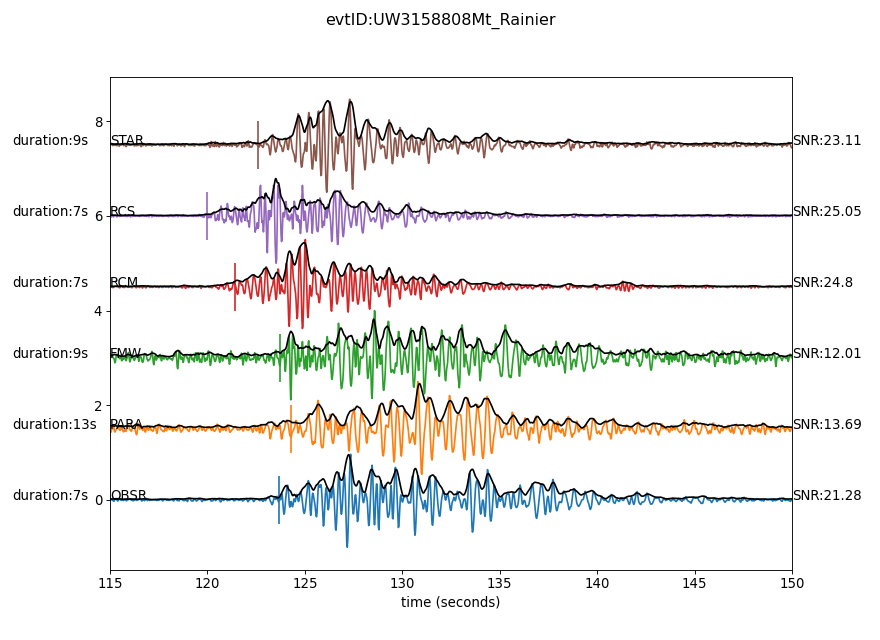 evtID:UW3158808Mt_Rainier
8
duration:9s STAR SNR:23.11
duration:7s RCS SNR:25.05
6
duration:7s RCM SNR:24.8
4
duration:9s FMW SNR:12.01
2
duration:13s PARA SNR:13.69
duration:7s OBSR SNR:21.28
0
115 120 125 130 135 140 145 150
time (seconds)